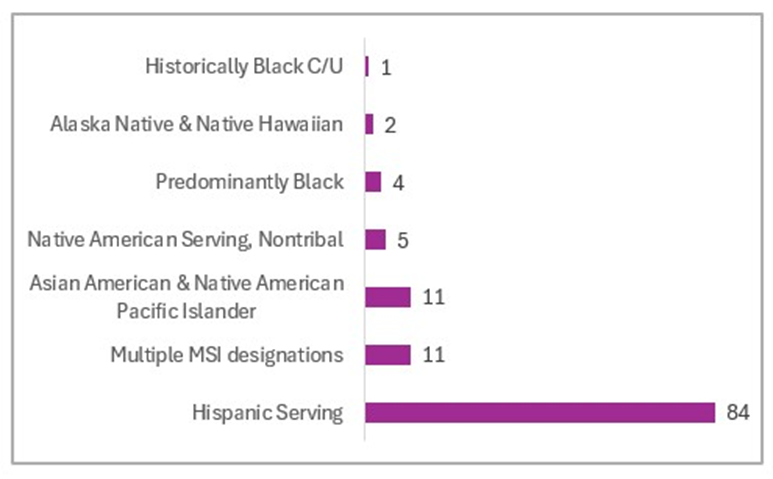 Historically Black C/U 1
Alaska Native & Native Hawaiian 2
Predominantly Black 4
Native American Serving, Nontribal 5
Asian American & Native American
Pacific Islander 11
Multiple MSI designations 11
Hispanic Serving 84